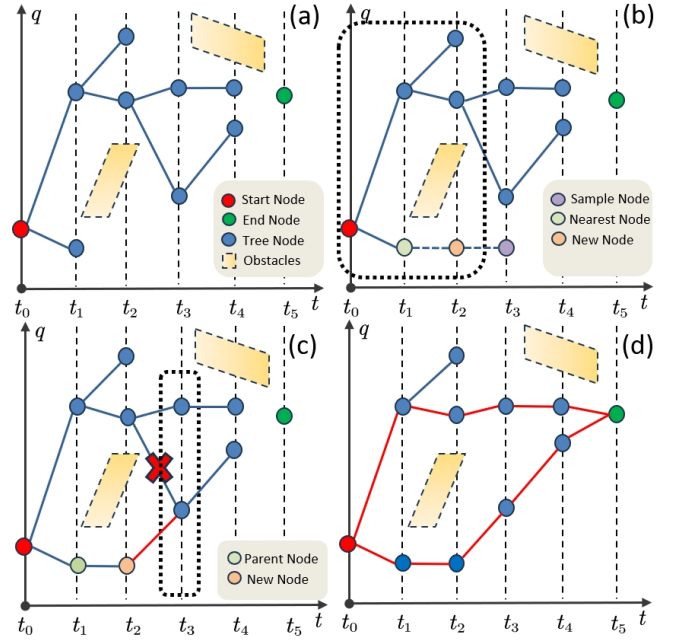 q
(a)
Start Node
End Node
Tree Node
Obstacles
t₀ t₁ t₂ t₃ t₄ t₅ t
q
(b)
Sample Node
Nearest Node
New Node
t₀ t₁ t₂ t₃ t₄ t₅ t
q
(c)
Parent Node
New Node
t₀ t₁ t₂ t₃ t₄ t₅ t
q
(d)
t₀ t₁ t₂ t₃ t₄ t₅ t